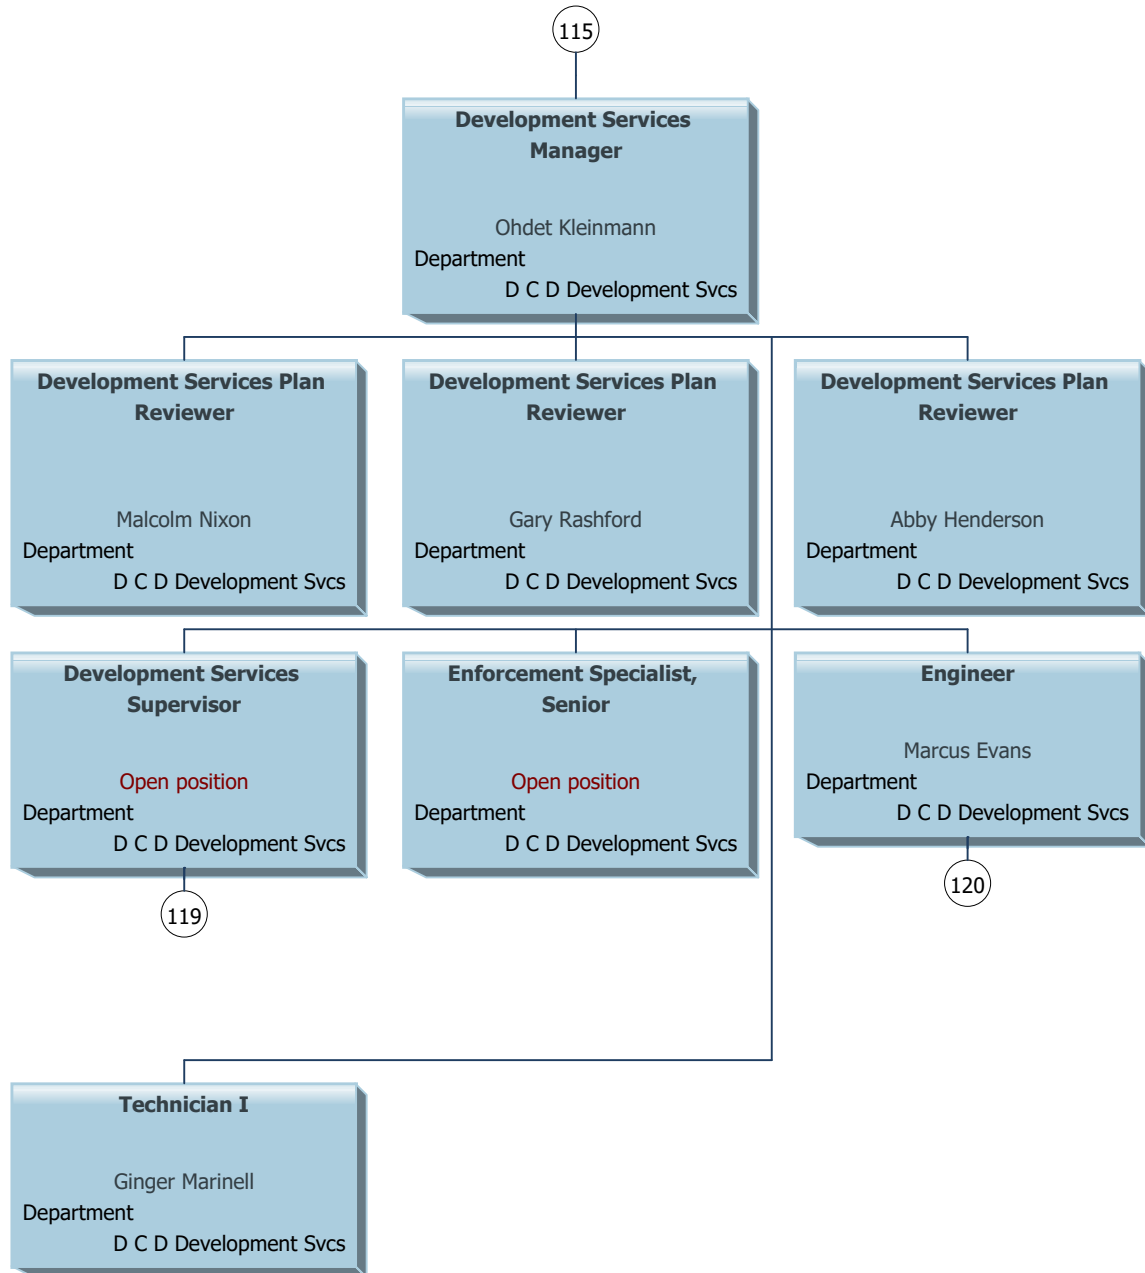 115
Development Services
Manager
Ohdet Kleinmann
Department
D C D Development Svcs
Development Services Plan
Reviewer
Malcolm Nixon
Department
D C D Development Svcs
Development Services Plan
Reviewer
Gary Rashford
Department
D C D Development Svcs
Development Services Plan
Reviewer
Abby Henderson
Department
D C D Development Svcs
Development Services
Supervisor
Open position
Department
D C D Development Svcs
119
Enforcement Specialist,
Senior
Open position
Department
D C D Development Svcs
Engineer
Marcus Evans
Department
D C D Development Svcs
120
Technician I
Ginger Marinell
Department
D C D Development Svcs